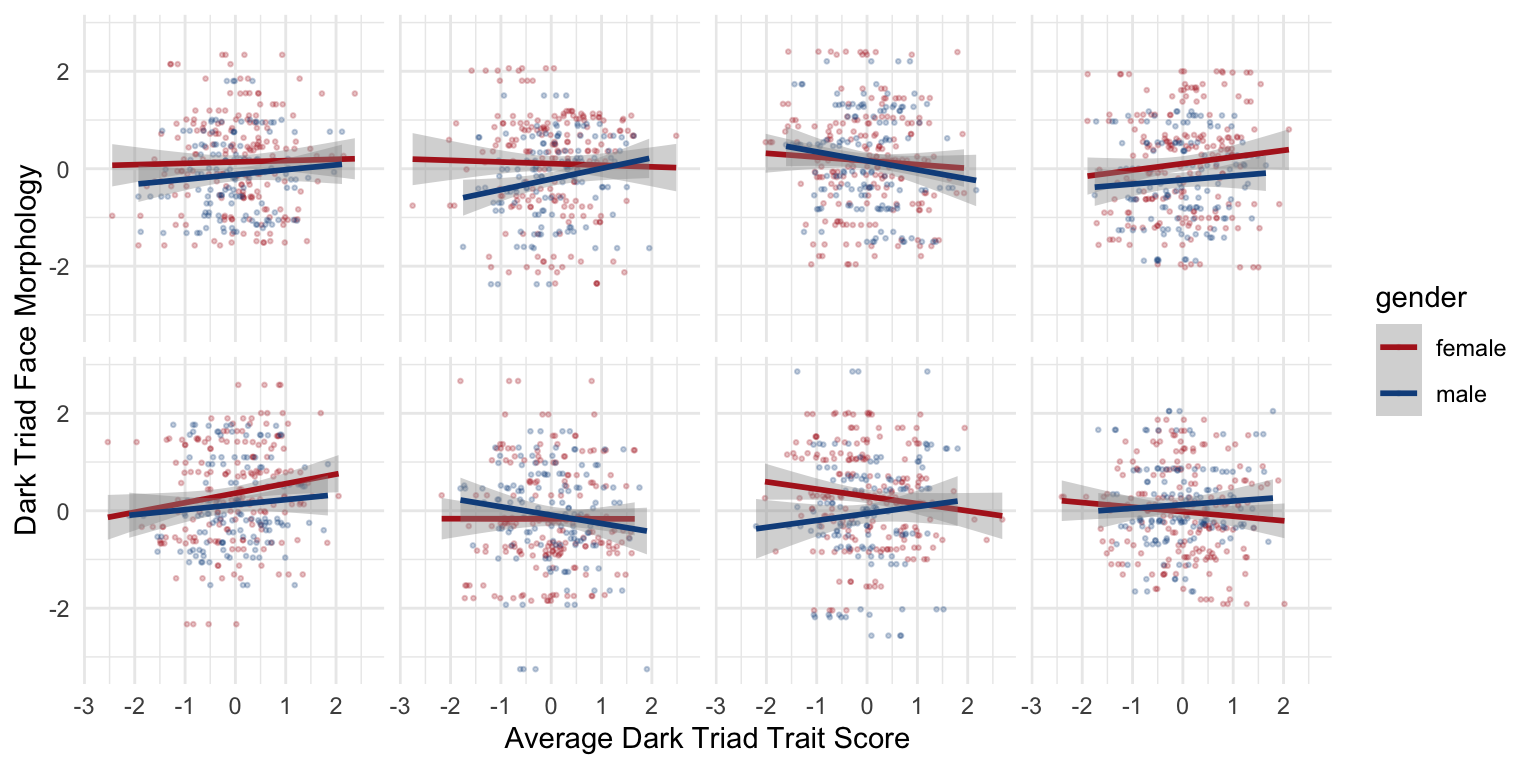 Dark Triad Face Morphology
2
0
-2
2
0
-2
-3 -2 -1 0 1 2 -3 -2 -1 0 1 2 -3 -2 -1 0 1 2 -3 -2 -1 0 1 2
Average Dark Triad Trait Score
gender
female
male